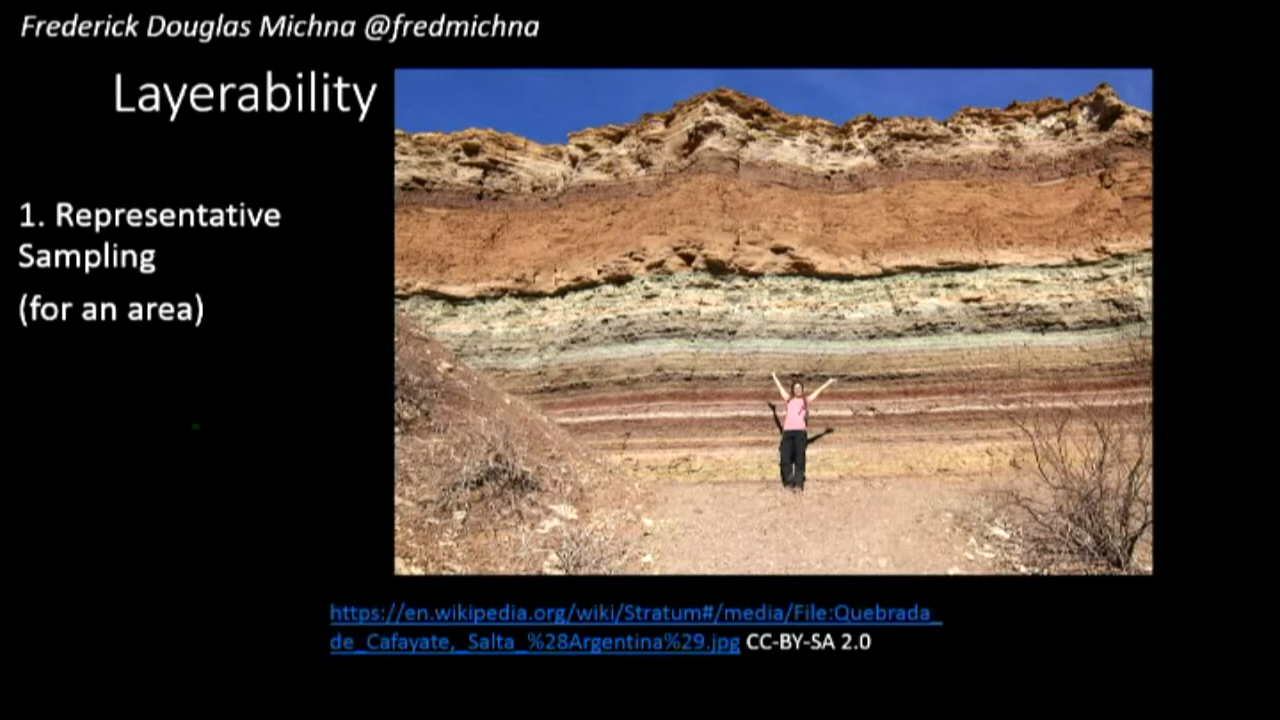 Frederick Douglas Michna @fredmichna
Layerability
1. Representative
Sampling
(for an area)
https://en.wikipedia.org/wiki/Stratum#/media/File:Quebrada_
de_Cafayate,_Salta_%28Argentina%29.jpg CC-BY-SA 2.0